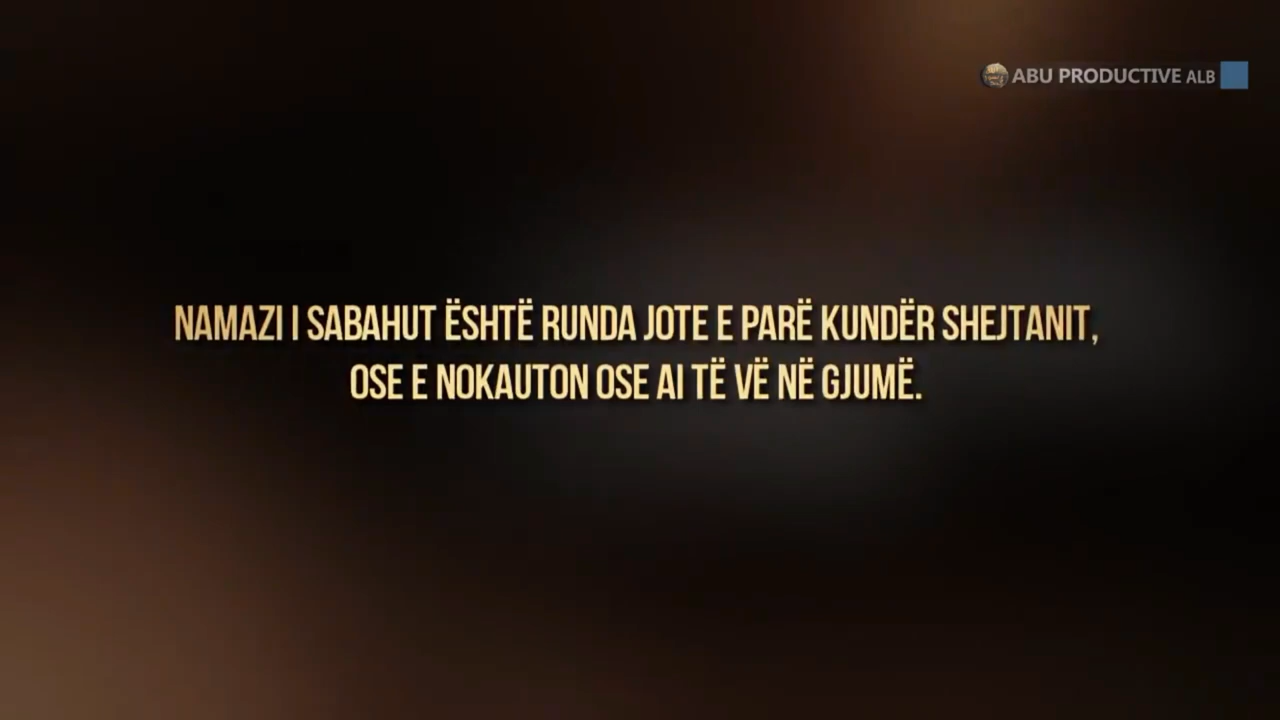 ABU PRODUCTIVE ALB
NAMAZI I SABAHUT ËSHTË RUNDA JOTE E PARË KUNDËR SHEJTANIT,
OSE E NOKAUTON OSE AI TË VË NË GJUMË.